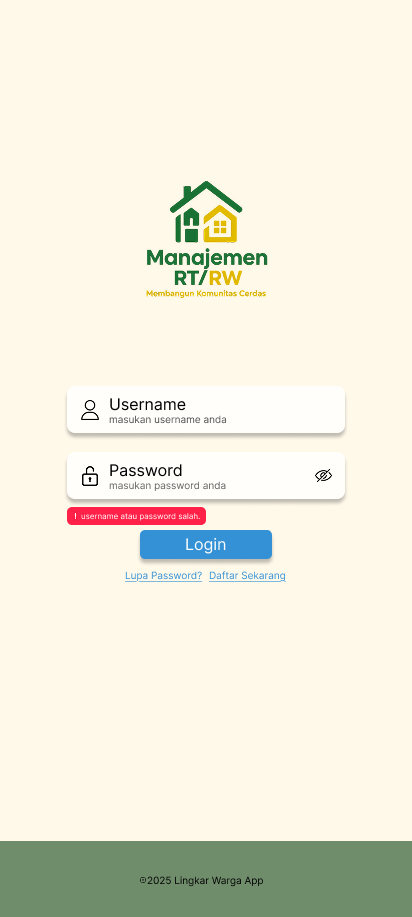 Manajemen
RT/RW
Membangun Komunitas Cerdas
Username
masukan username anda
Password
masukan password anda
! username atau password salah.
Login
Lupa Password? Daftar Sekarang
©2025 Lingkar Warga App